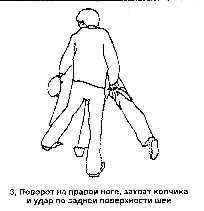 3. Поворот на правой ноге, захват копчика
и удар по задней поверхности шеи